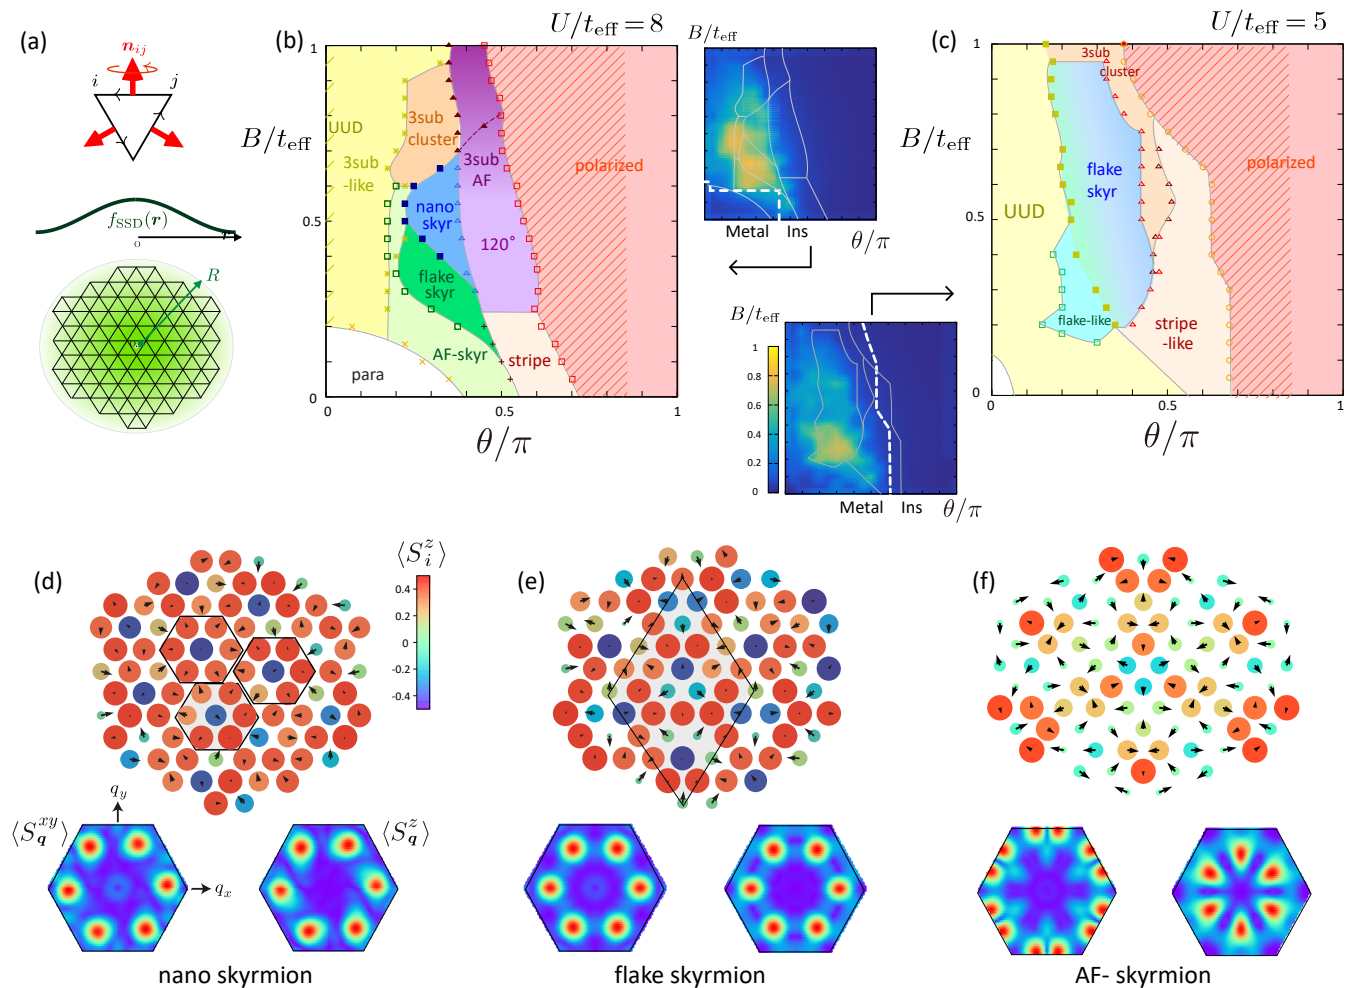 (a)
n_ij
i
j
f_SSD(r)
o
r
R
(b)
U/t_eff = 8
B/t_eff
1
0.5
0
UUD
3sub
-like
3sub
cluster
3sub
AF
nano
skyr
120°
flake
skyr
AF-skyr
stripe
para
polarized
0
0.5
1
θ/π
B/t_eff
Metal
Ins
θ/π
B/t_eff
1
0.8
0.6
0.4
0.2
0
Metal
Ins
θ/π
(c)
U/t_eff = 5
B/t_eff
1
0.5
0
3sub
cluster
UUD
flake
skyr
flake-like
stripe
-like
polarized
0
0.5
1
θ/π
(d)
⟨S_i^z⟩
0.4
0.2
0
-0.2
-0.4
(e)
(f)
⟨S_q^xy⟩
q_y
q_x
⟨S_q^z⟩
nano skyrmion
flake skyrmion
AF- skyrmion